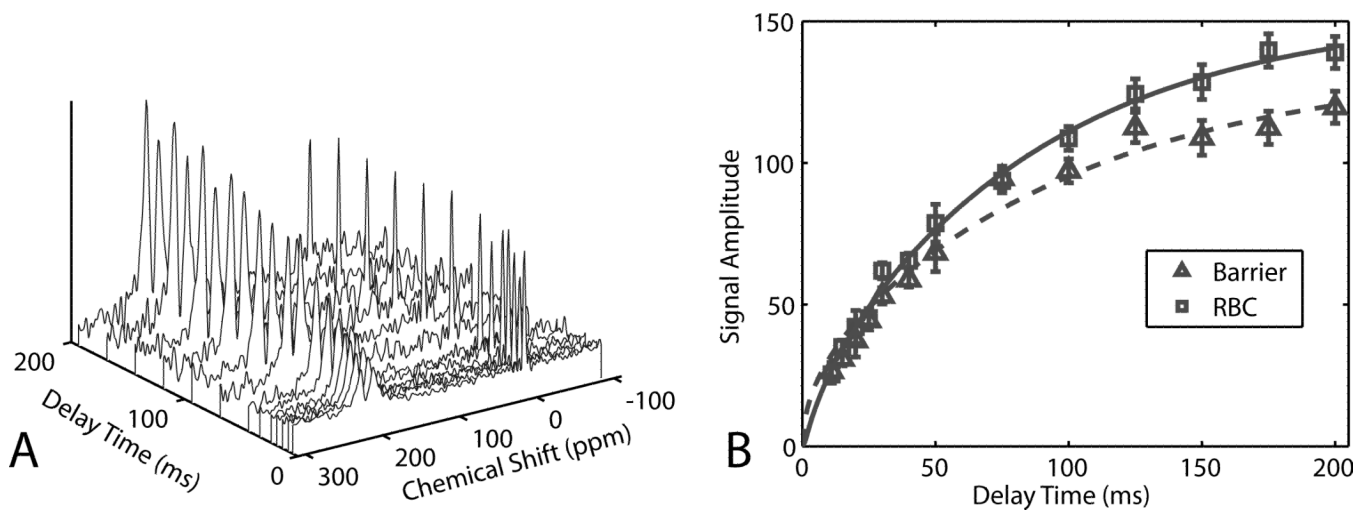 A
200
100
0
Delay Time (ms)
300
200
100
0
-100
Chemical Shift (ppm)
B
150
100
50
0
Signal Amplitude
0
50
100
150
200
Delay Time (ms)
Barrier
RBC